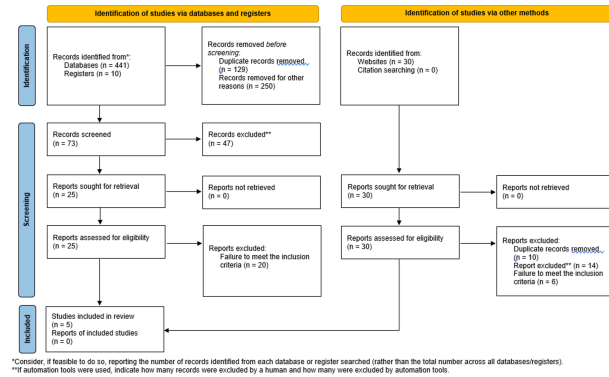 Identification of studies via databases and registers
Identification of studies via other methods
Identification
Records identified from*:
Databases (n = 441)
Registers (n = 10)
Records removed before
screening:
Duplicate records removed
(n = 129)
Records removed for other
reasons (n = 250)
Records identified from:
Websites (n = 30)
Citation searching (n = 0)
Screening
Records screened
(n = 73)
Records excluded**
(n = 47)
Reports sought for retrieval
(n = 25)
Reports not retrieved
(n = 0)
Reports sought for retrieval
(n = 30)
Reports not retrieved
(n = 0)
Reports assessed for eligibility
(n = 25)
Reports excluded:
Failure to meet the inclusion
criteria (n = 20)
Reports assessed for eligibility
(n = 30)
Reports excluded:
Duplicate records removed
(n = 10)
Report excluded** (n = 14)
Failure to meet the inclusion
criteria (n = 6)
Included
Studies included in review
(n = 5)
Reports of included studies
(n = 0)
*Consider, if feasible to do so, reporting the number of records identified from each database or register searched (rather than the total number across all databases/registers).
**If automation tools were used, indicate how many records were excluded by a human and how many were excluded by automation tools.